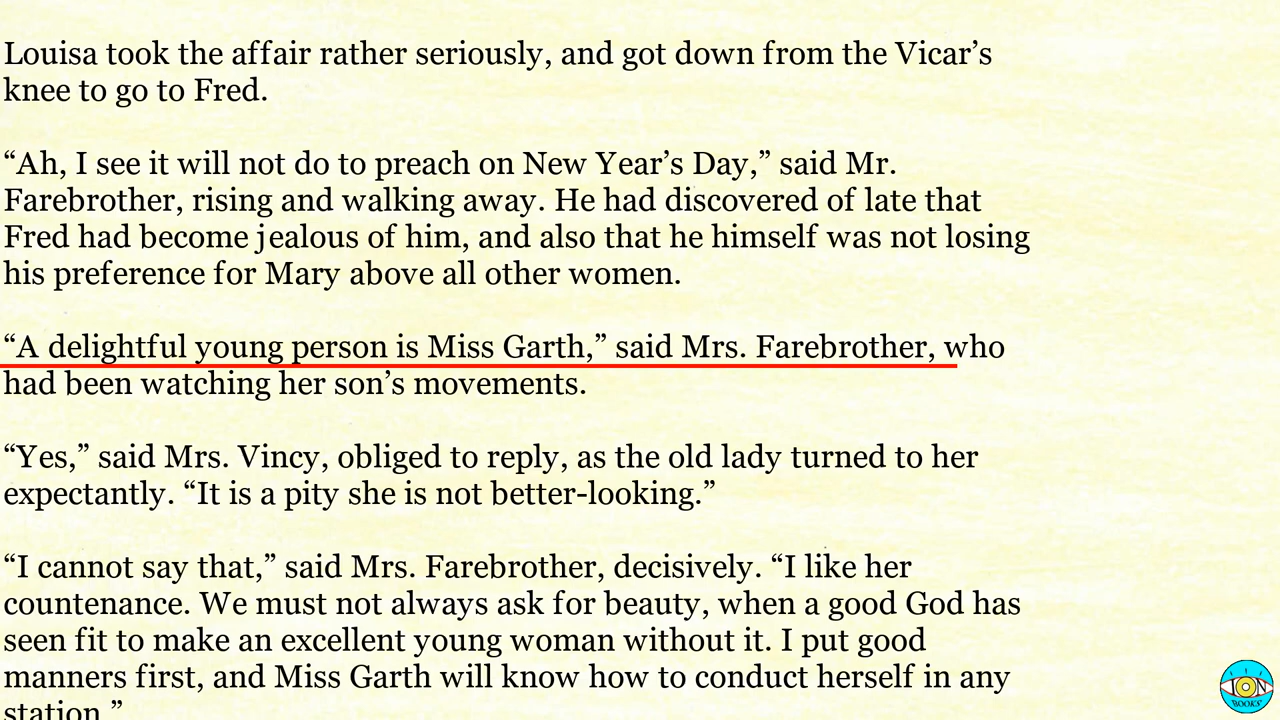 Louisa took the affair rather seriously, and got down from the Vicar’s
knee to go to Fred.
“Ah, I see it will not do to preach on New Year’s Day,” said Mr.
Farebrother, rising and walking away. He had discovered of late that
Fred had become jealous of him, and also that he himself was not losing
his preference for Mary above all other women.
“A delightful young person is Miss Garth,” said Mrs. Farebrother, who
had been watching her son’s movements.
“Yes,” said Mrs. Vincy, obliged to reply, as the old lady turned to her
expectantly. “It is a pity she is not better-looking.”
“I cannot say that,” said Mrs. Farebrother, decisively. “I like her
countenance. We must not always ask for beauty, when a good God has
seen fit to make an excellent young woman without it. I put good
manners first, and Miss Garth will know how to conduct herself in any
station.”
ION
BOOKS